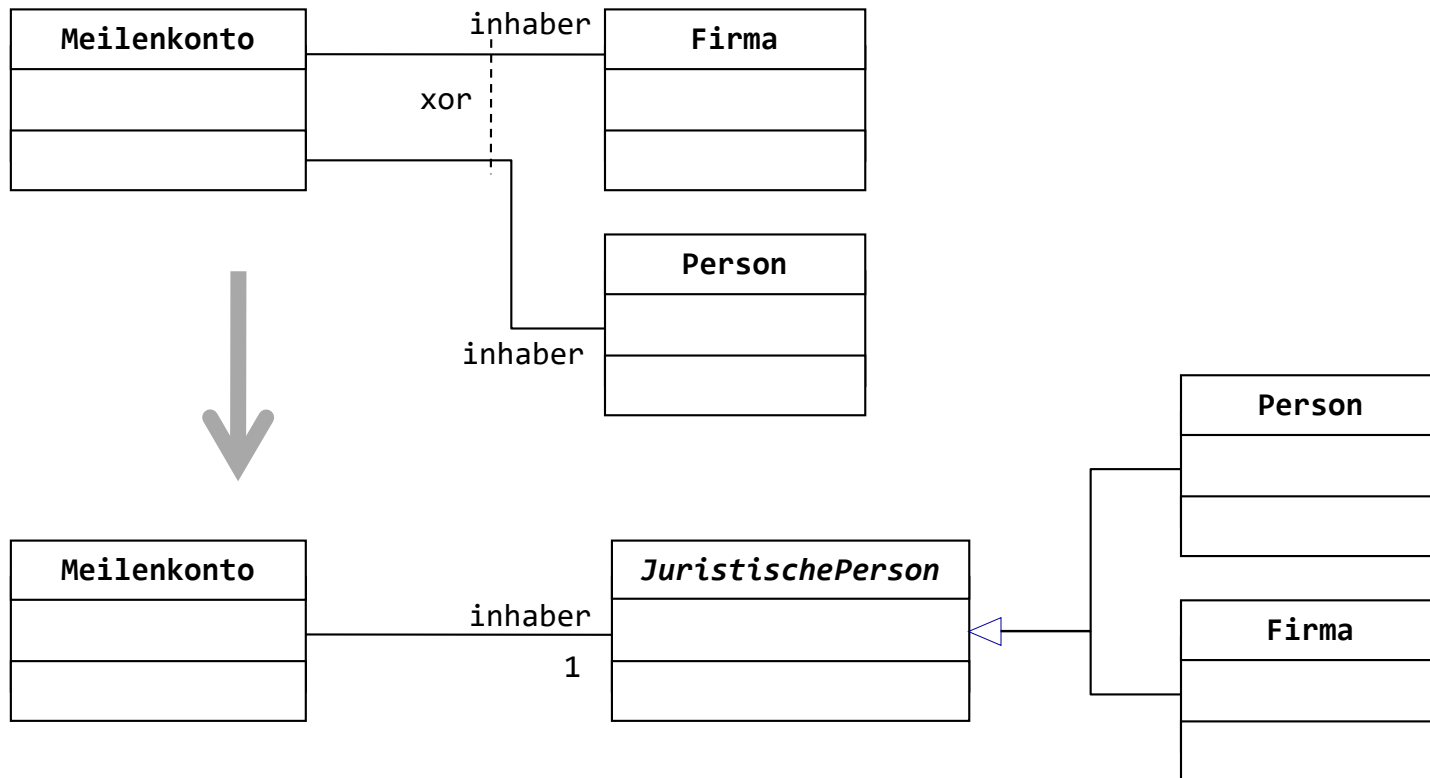 Meilenkonto
inhaber
Firma
xor
Person
inhaber
Person
Meilenkonto
JuristischePerson
inhaber
1
Firma